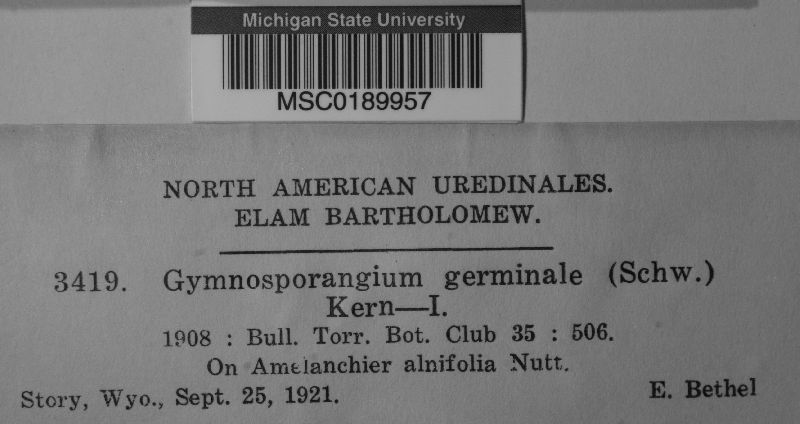 Michigan State University
MSC0189957
NORTH AMERICAN UREDINALES.
ELAM BARTHOLOMEW.
3419. Gymnosporangium germinale (Schw.)
Kern—I.
1908 : Bull. Torr. Bot. Club 35 : 506.
On Amelanchier alnifolia Nutt.
Story, Wyo., Sept. 25, 1921. E. Bethel